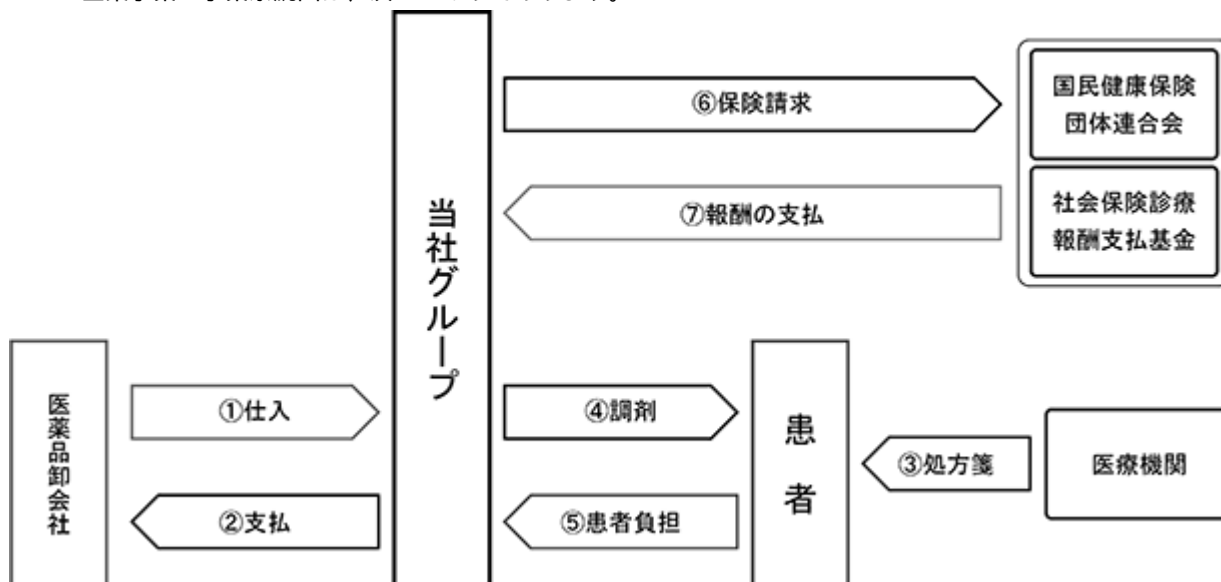 ⑥保険請求
国民健康保険
団体連合会
⑦報酬の支払
社会保険診療
報酬支払基金
当社グループ
医薬品卸会社
①仕入
④調剤
患者
③処方箋
医療機関
②支払
⑤患者負担